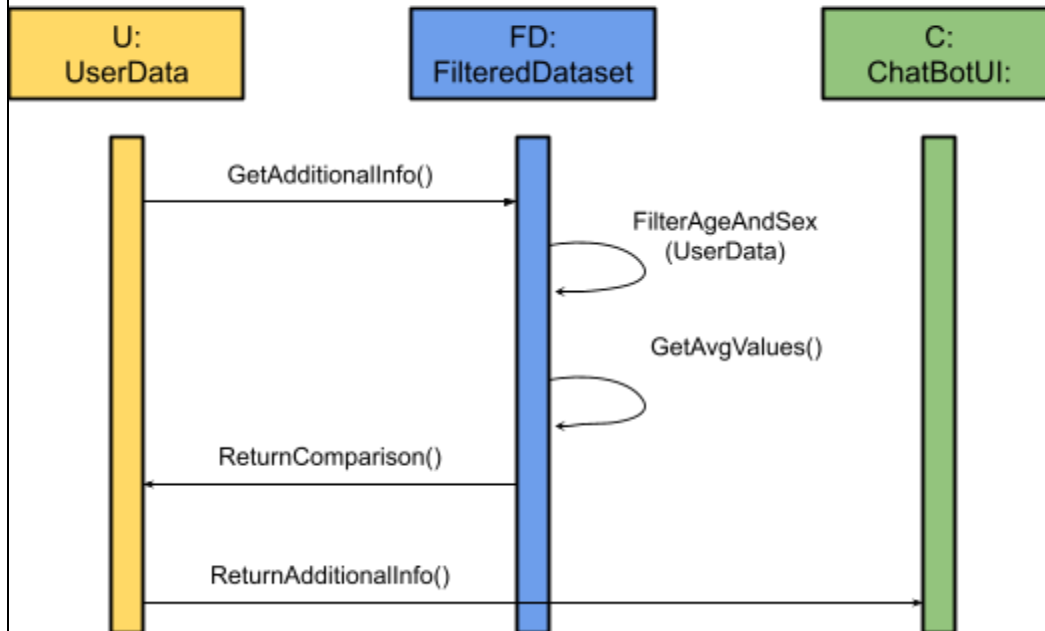 U:
UserData
FD:
FilteredDataset
C:
ChatBotUI:
GetAdditionalInfo()
FilterAgeAndSex
(UserData)
GetAvgValues()
ReturnComparison()
ReturnAdditionalInfo()